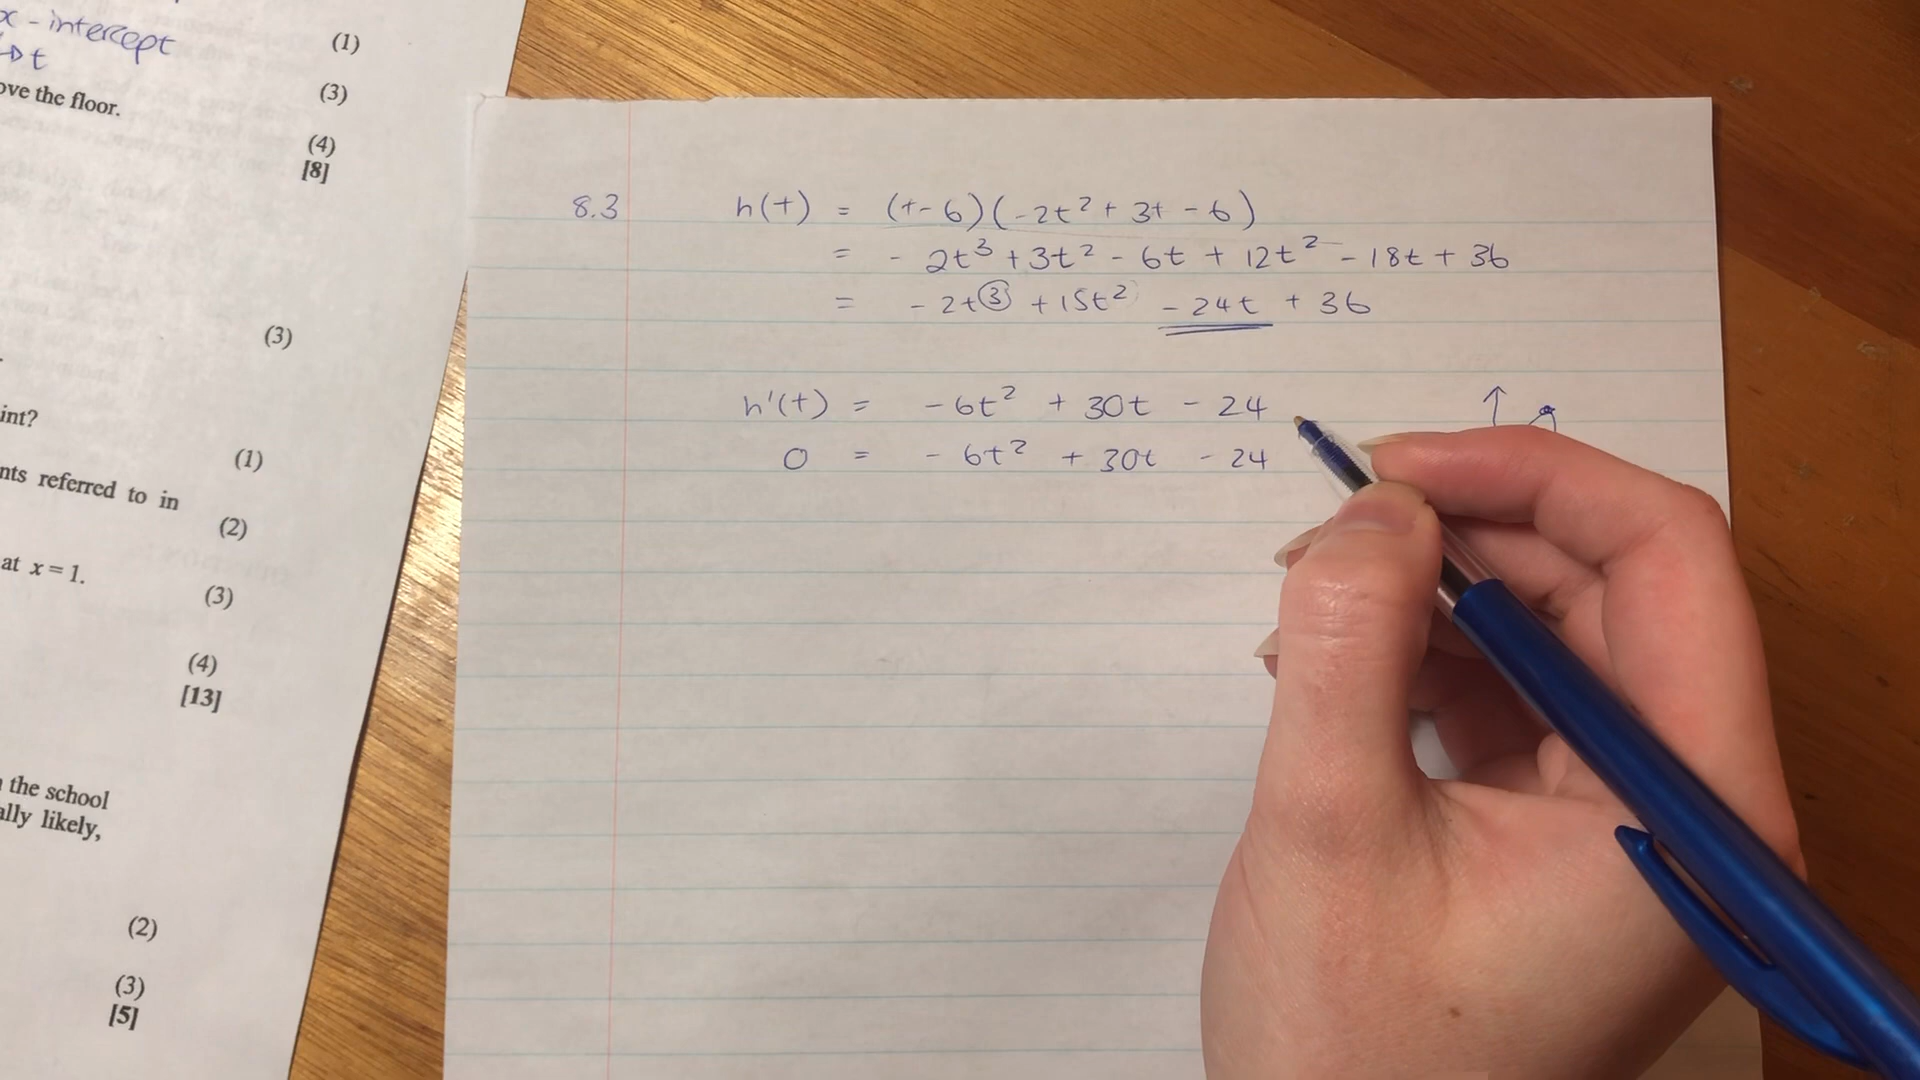 x - intercept
↳ t
(1)
(3)
ove the floor.
(4)
[8]
(3)
int?
(1)
nts referred to in
(2)
at x = 1.
(3)
(4)
[13]
the school
ally likely,
(2)
(3)
[5]
8.3 h(t) = (t - 6)(-2t² + 3t - 6)
= - 2t³ + 3t² - 6t + 12t² - 18t + 36
= - 2t³ + 15t² - 24t + 36
h'(t) = - 6t² + 30t - 24
0 = - 6t² + 30t - 24